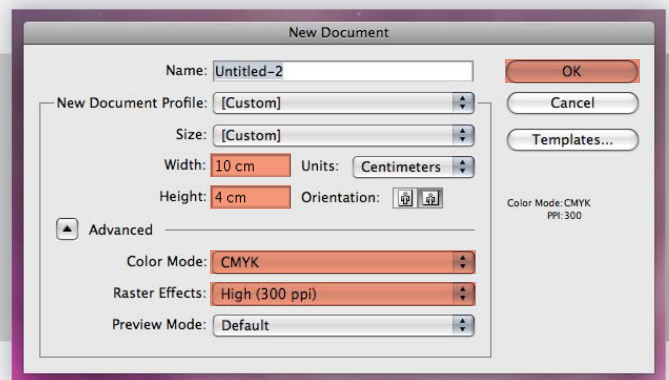 New Document
Name: Untitled-2
OK
New Document Profile: [Custom]
Cancel
Size: [Custom]
Templates...
Width: 10 cm Units: Centimeters
Height: 4 cm Orientation:
Color Mode: CMYK
PPI: 300
Advanced
Color Mode: CMYK
Raster Effects: High (300 ppi)
Preview Mode: Default